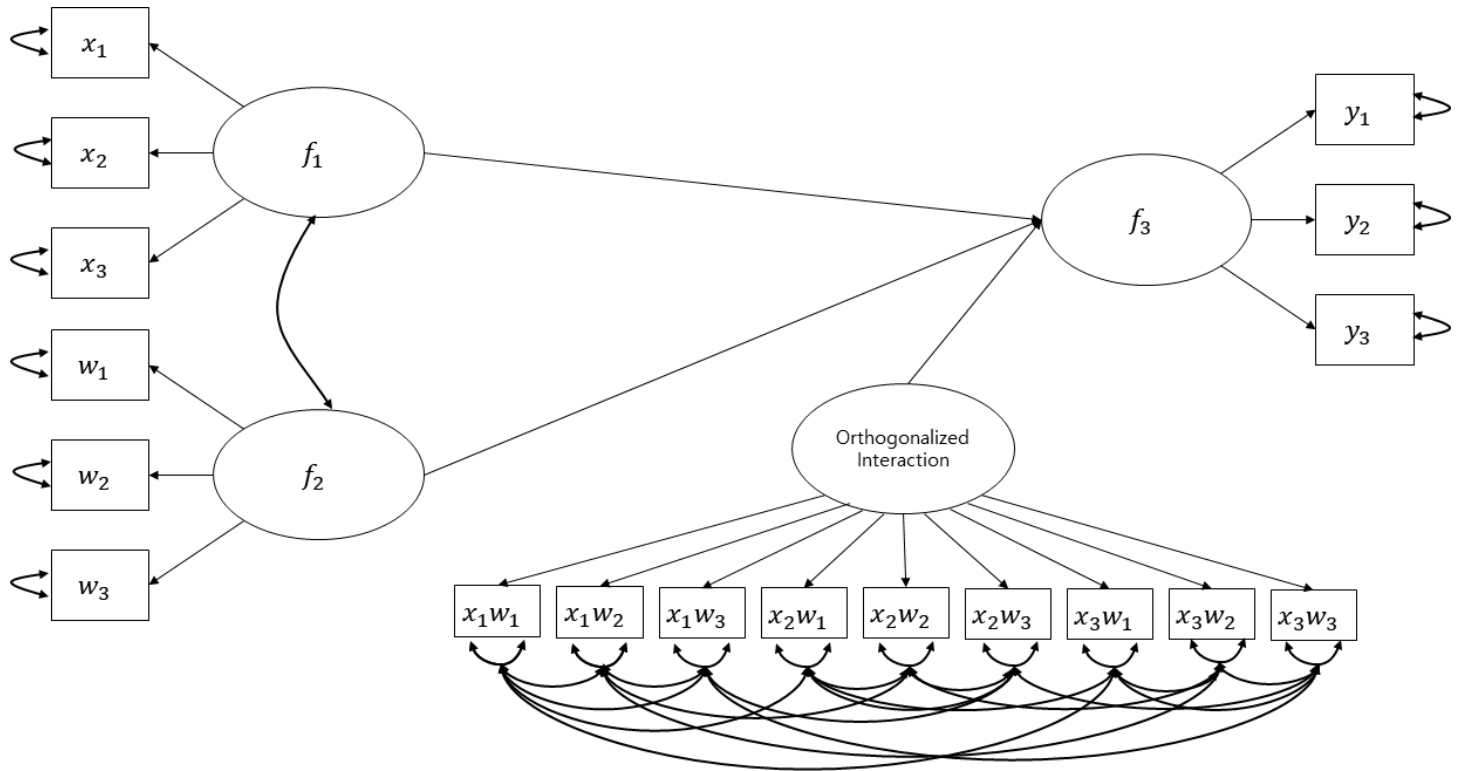 x₁
x₂
x₃
w₁
w₂
w₃
f₁
f₂
f₃
y₁
y₂
y₃
Orthogonalized
Interaction
x₁w₁ x₁w₂ x₁w₃ x₂w₁ x₂w₂ x₂w₃ x₃w₁ x₃w₂ x₃w₃